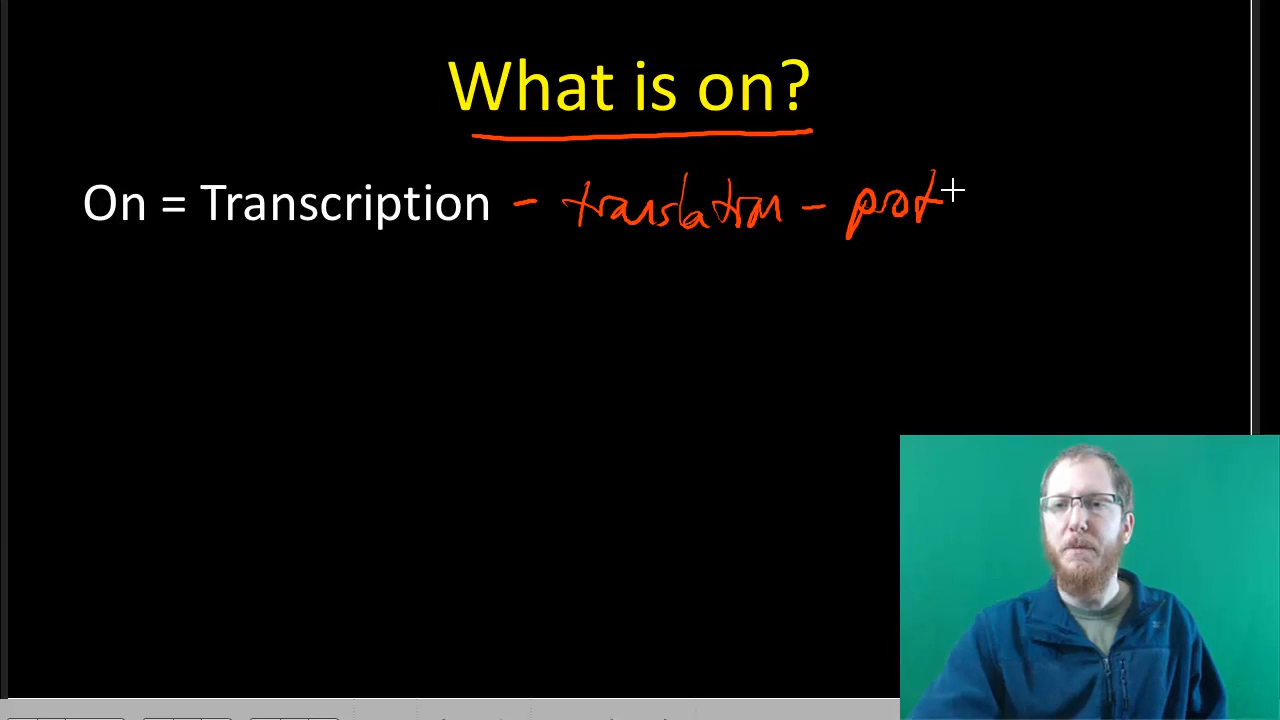 What is on?
On = Transcription - translation - prot